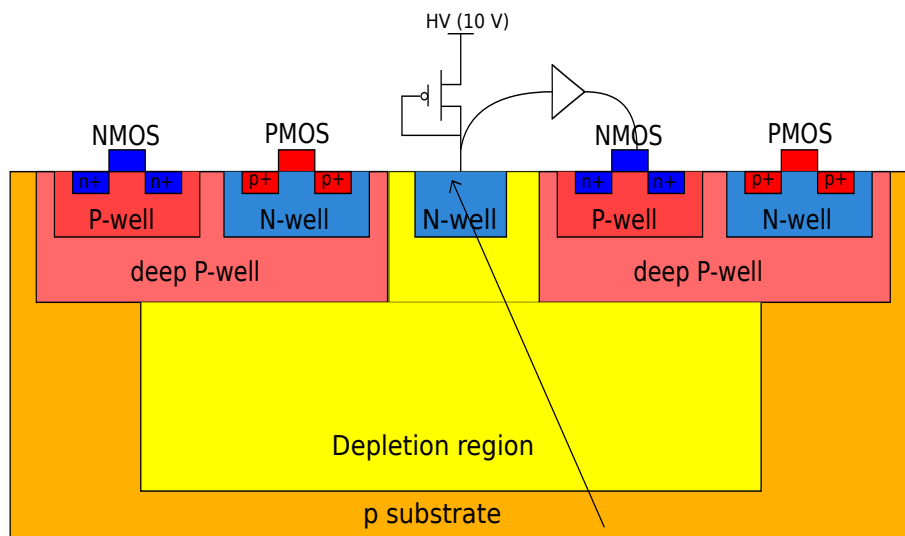 HV (10 V)
NMOS
PMOS
NMOS
PMOS
n+
n+
p+
p+
n+
n+
p+
p+
P-well
N-well
N-well
P-well
N-well
deep P-well
deep P-well
Depletion region
p substrate